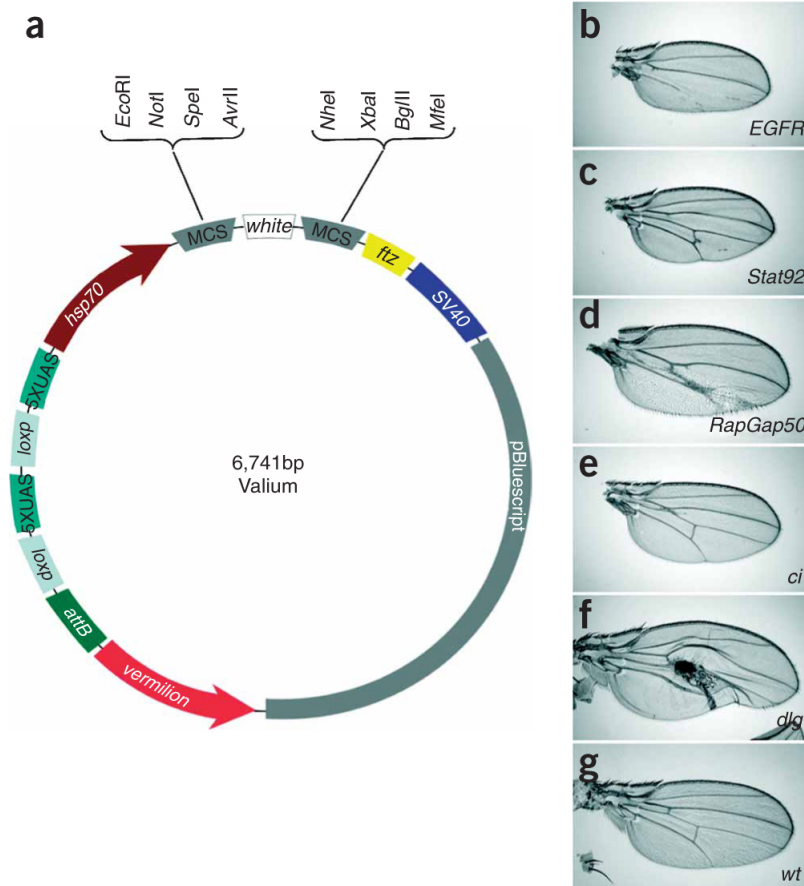 a
EcoRI
NotI
SpeI
AvrII
NheI
XbaI
BglII
MfeI
MCS
white
MCS
ftz
SV40
hsp70
5XUAS
loxp
5XUAS
loxp
attB
vermilion
pBluescript
6,741bp
Valium
b
EGFR
c
Stat92
d
RapGap50
e
ci
f
dlg
g
wt